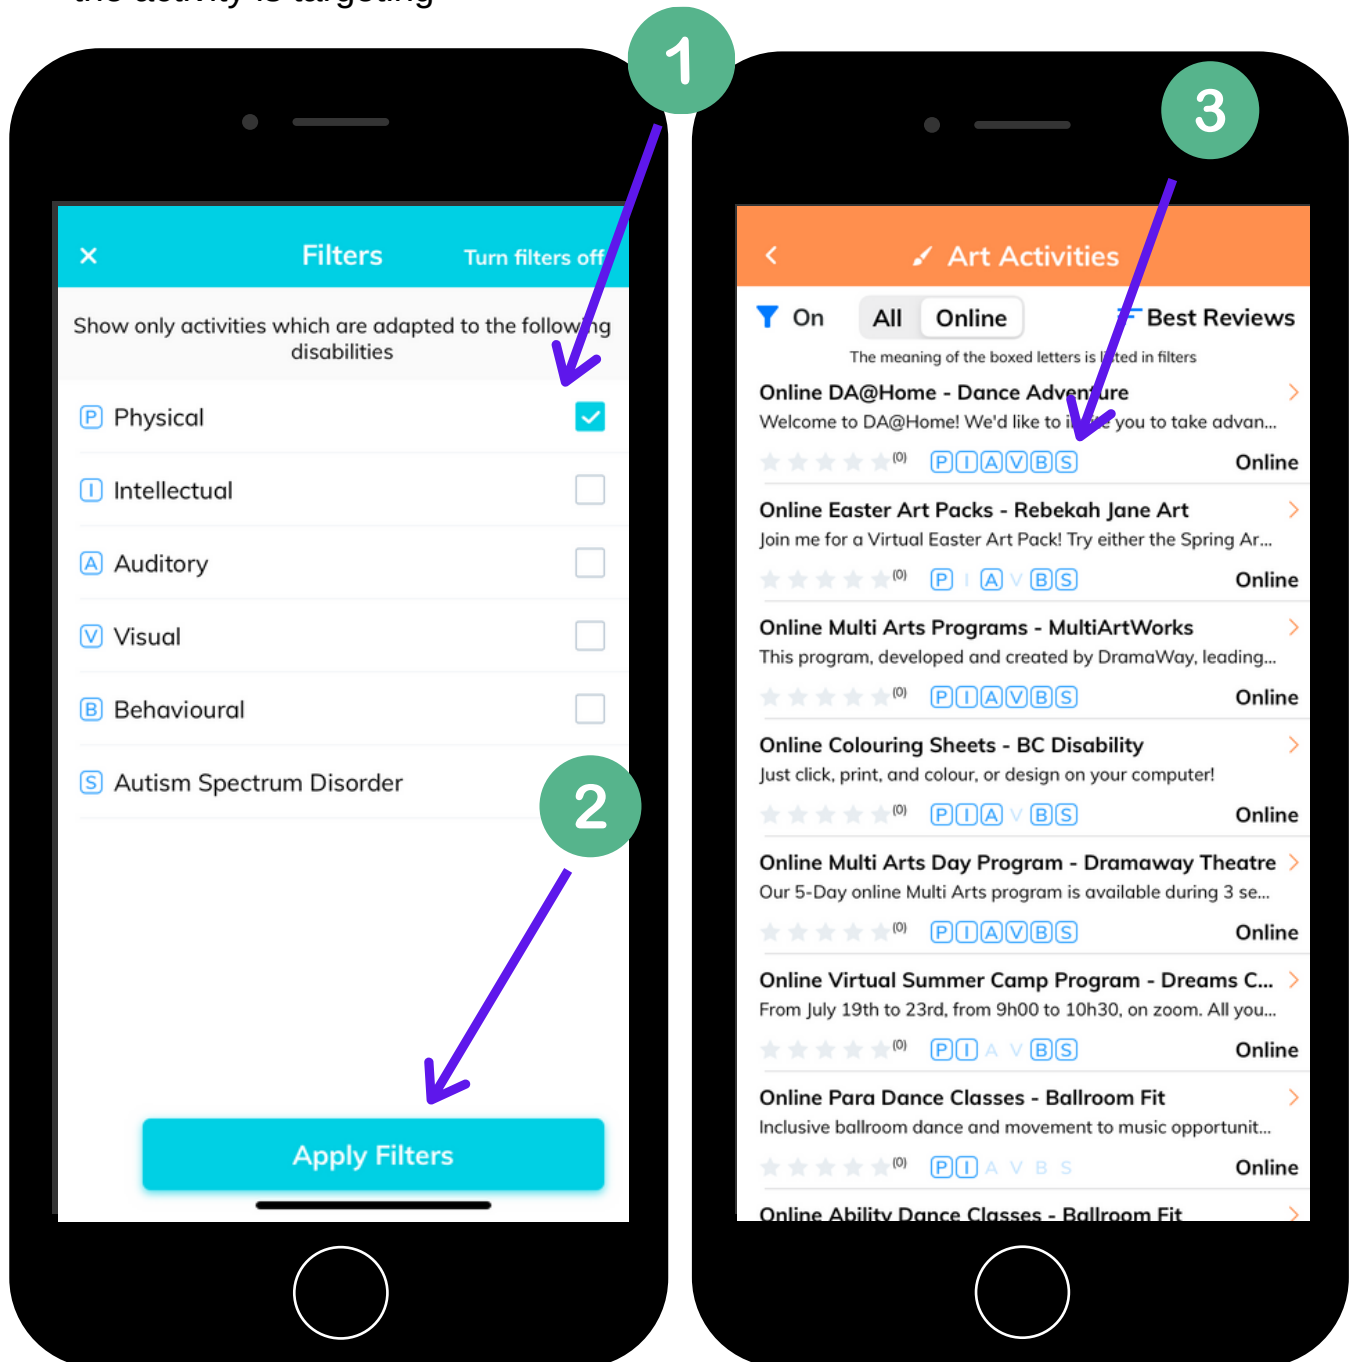 the activity is targeting
1
Filters
Turn filters off
Show only activities which are adapted to the following
disabilities
P Physical
I Intellectual
A Auditory
V Visual
B Behavioural
S Autism Spectrum Disorder
2
Apply Filters
3
Art Activities
On
All
Online
Best Reviews
The meaning of the boxed letters is listed in filters
Online DA@Home - Dance Adventure
Welcome to DA@Home! We'd like to invite you to take advan...
(0) P I A V B S Online
Online Easter Art Packs - Rebekah Jane Art
Join me for a Virtual Easter Art Pack! Try either the Spring Ar...
(0) P I A V B S Online
Online Multi Arts Programs - MultiArtWorks
This program, developed and created by DramaWay, leading...
(0) P I A V B S Online
Online Colouring Sheets - BC Disability
Just click, print, and colour, or design on your computer!
(0) P I A V B S Online
Online Multi Arts Day Program - Dramaway Theatre
Our 5-Day online Multi Arts program is available during 3 se...
(0) P I A V B S Online
Online Virtual Summer Camp Program - Dreams C...
From July 19th to 23rd, from 9h00 to 10h30, on zoom. All you...
(0) P I A V B S Online
Online Para Dance Classes - Ballroom Fit
Inclusive ballroom dance and movement to music opportunit...
(0) P I A V B S Online
Online Ability Dance Classes - Ballroom Fit